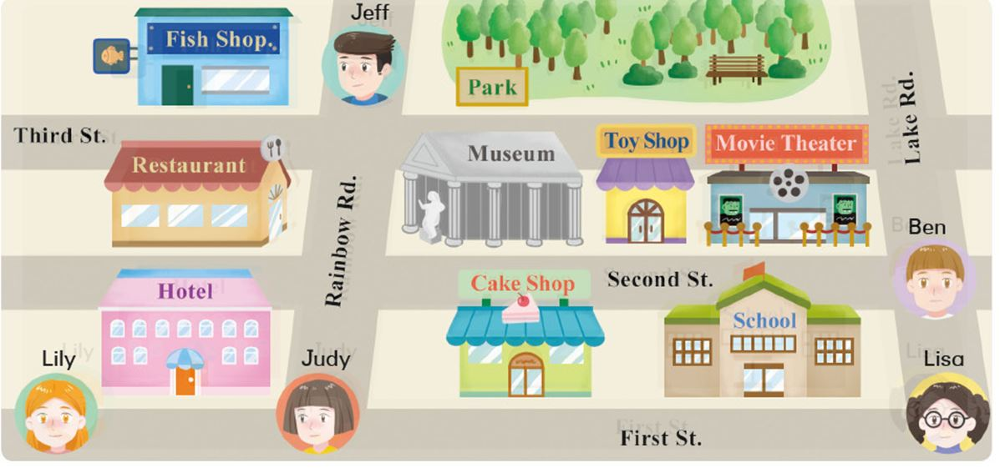 Jeff
Fish Shop.
Park
Lake Rd.
Third St.
Restaurant
Museum
Toy Shop
Movie Theater
Rainbow Rd.
Ben
Hotel
Cake Shop
Second St.
School
Lily
Judy
Lisa
First St.